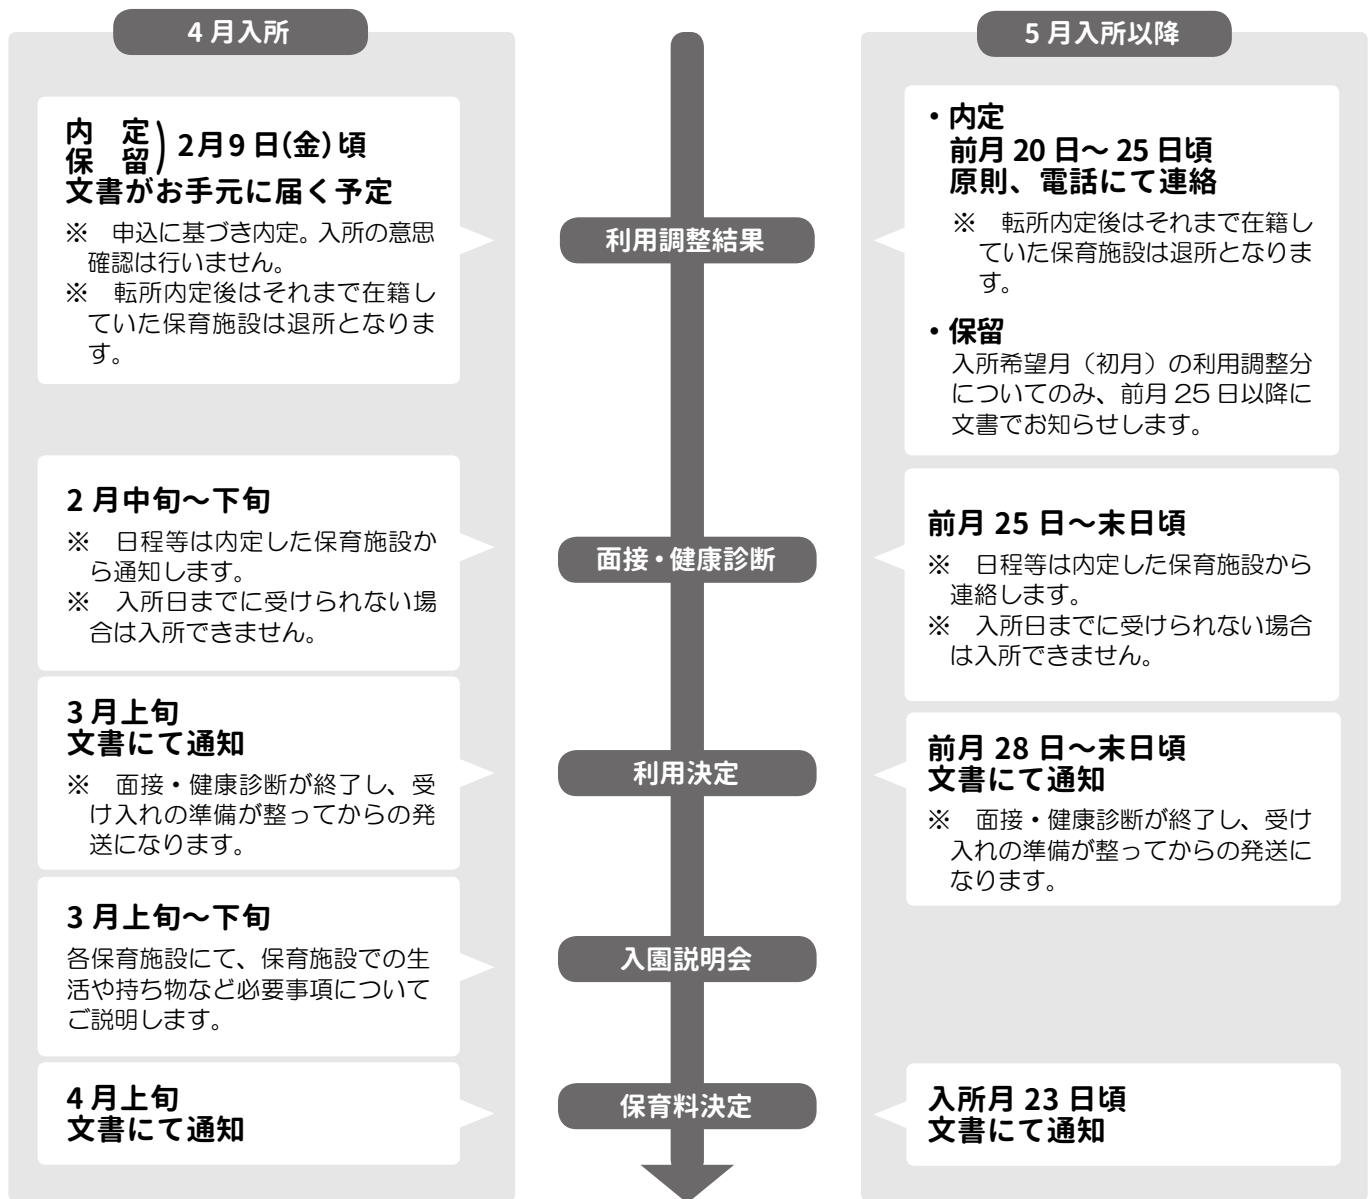 4月入所
内　定
保　留
) 2月9日(金)頃
文書がお手元に届く予定
※　申込に基づき内定。入所の意思
確認は行いません。
※　転所内定後はそれまで在籍し
ていた保育施設は退所となりま
す。
2月中旬～下旬
※　日程等は内定した保育施設か
ら通知します。
※　入所日までに受けられない場
合は入所できません。
3月上旬
文書にて通知
※　面接・健康診断が終了し、受
け入れの準備が整ってからの発
送になります。
3月上旬～下旬
各保育施設にて、保育施設での生
活や持ち物など必要事項について
ご説明します。
4月上旬
文書にて通知
利用調整結果
面接・健康診断
利用決定
入園説明会
保育料決定
5月入所以降
・内定
前月20日～25日頃
原則、電話にて連絡
※　転所内定後はそれまで在籍し
ていた保育施設は退所となりま
す。
・保留
入所希望月（初月）の利用調整分
についてのみ、前月25日以降に
文書でお知らせします。
前月25日～末日頃
※　日程等は内定した保育施設から
連絡します。
※　入所日までに受けられない場合
は入所できません。
前月28日～末日頃
文書にて通知
※　面接・健康診断が終了し、受け
入れの準備が整ってからの発送に
なります。
入所月23日頃
文書にて通知